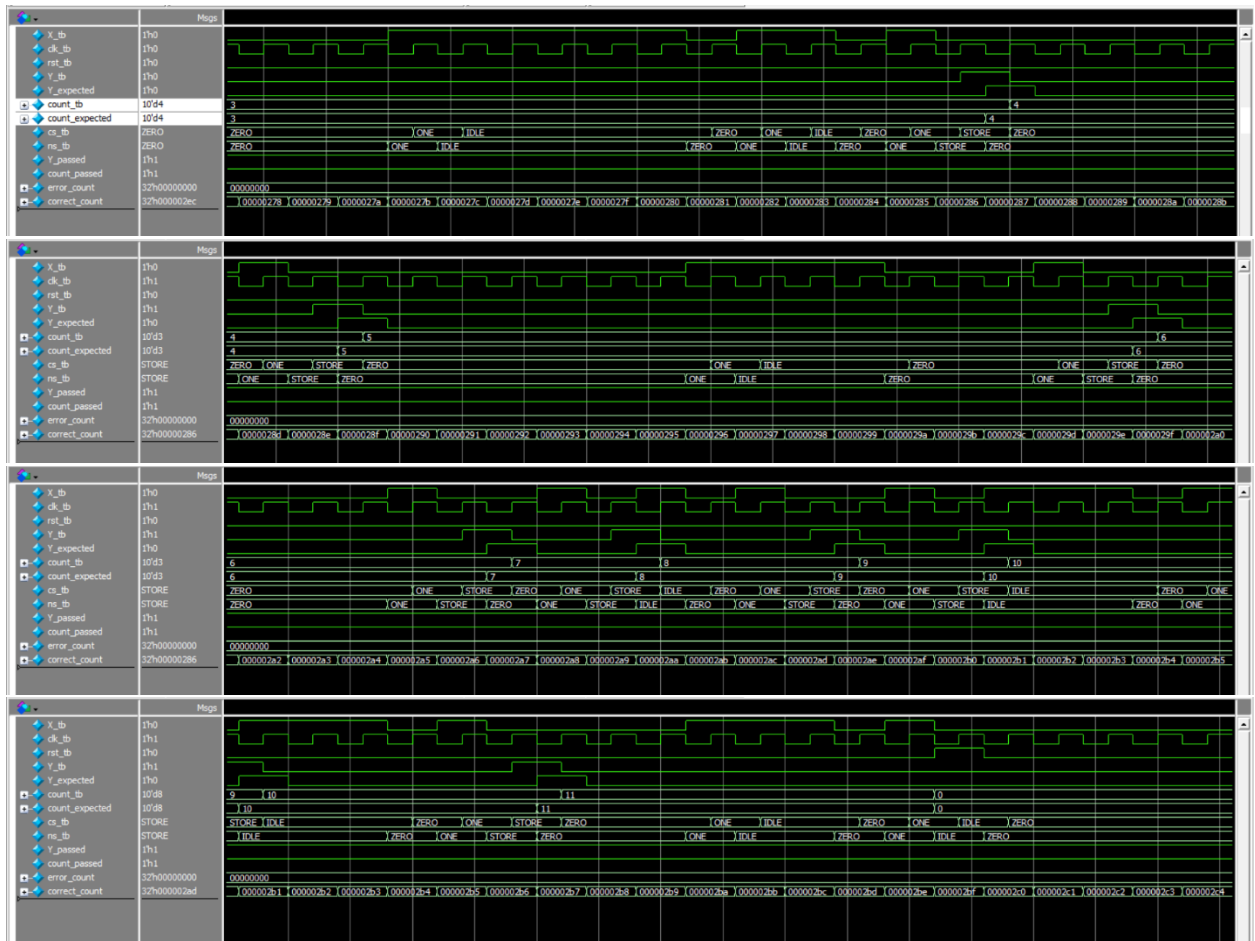 Msgs
X_tb 1'h0
clk_tb 1'h0
rst_tb 1'h0
Y_tb 1'h0
Y_expected 1'h0
count_tb 10'd4 3 4
count_expected 10'd4 3 4
cs_tb ZERO ZERO ONE IDLE ZERO ONE IDLE ZERO ONE STORE ZERO
ns_tb ZERO ZERO ONE IDLE ZERO ONE IDLE ZERO ONE STORE ZERO
Y_passed 1'h1
count_passed 1'h1
error_count 32'h00000000 00000000
correct_count 32'h000002ec 00000278 00000279 0000027a 0000027b 0000027c 0000027d 0000027e 0000027f 00000280 00000281 00000282 00000283 00000284 00000285 00000286 00000287 00000288 00000289 0000028a 0000028b
Msgs
X_tb 1'h0
clk_tb 1'h1
rst_tb 1'h0
Y_tb 1'h1
Y_expected 1'h0
count_tb 10'd3 4 5 6
count_expected 10'd3 4 5 6
cs_tb STORE ZERO ONE STORE ZERO ONE IDLE ZERO ONE STORE ZERO
ns_tb STORE ONE STORE ZERO ONE IDLE ZERO ONE STORE ZERO
Y_passed 1'h1
count_passed 1'h1
error_count 32'h00000000 00000000
correct_count 32'h00000286 0000028d 0000028e 0000028f 00000290 00000291 00000292 00000293 00000294 00000295 00000296 00000297 00000298 00000299 0000029a 0000029b 0000029c 0000029d 0000029e 0000029f 000002a0
Msgs
X_tb 1'h0
clk_tb 1'h1
rst_tb 1'h0
Y_tb 1'h1
Y_expected 1'h0
count_tb 10'd3 6 7 8 9 10
count_expected 10'd3 6 7 8 9 10
cs_tb STORE ZERO ONE STORE ZERO ONE STORE IDLE ZERO ONE STORE ZERO ONE STORE IDLE ZERO ONE
ns_tb STORE ZERO ONE STORE ZERO ONE STORE IDLE ZERO ONE STORE ZERO ONE STORE IDLE ZERO ONE
Y_passed 1'h1
count_passed 1'h1
error_count 32'h00000000 00000000
correct_count 32'h00000286 000002a2 000002a3 000002a4 000002a5 000002a6 000002a7 000002a8 000002a9 000002aa 000002ab 000002ac 000002ad 000002ae 000002af 000002b0 000002b1 000002b2 000002b3 000002b4 000002b5
Msgs
X_tb 1'h0
clk_tb 1'h1
rst_tb 1'h0
Y_tb 1'h1
Y_expected 1'h0
count_tb 10'd8 9 10 11 0
count_expected 10'd8 10 11 0
cs_tb STORE STORE IDLE ZERO ONE STORE ZERO ONE IDLE ZERO ONE IDLE ZERO
ns_tb STORE IDLE ZERO ONE STORE ZERO ONE IDLE ZERO ONE IDLE ZERO
Y_passed 1'h1
count_passed 1'h1
error_count 32'h00000000 00000000
correct_count 32'h000002ad 000002b1 000002b2 000002b3 000002b4 000002b5 000002b6 000002b7 000002b8 000002b9 000002ba 000002bb 000002bc 000002bd 000002be 000002bf 000002c0 000002c1 000002c2 000002c3 000002c4